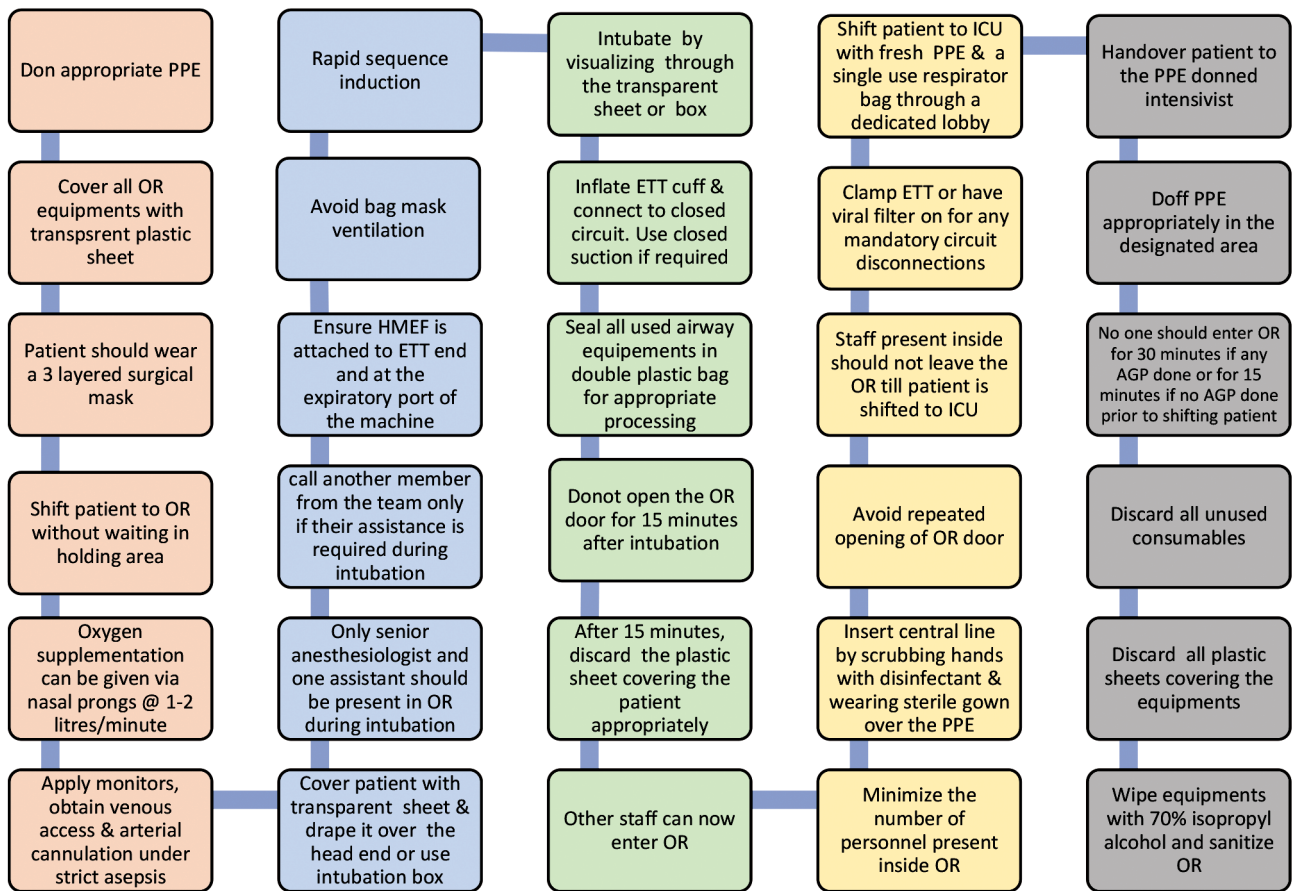 Don appropriate PPE
Cover all OR
equipments with
transpsrent plastic
sheet
Patient should wear
a 3 layered surgical
mask
Shift patient to OR
without waiting in
holding area
Oxygen
supplementation
can be given via
nasal prongs @ 1-2
litres/minute
Apply monitors,
obtain venous
access & arterial
cannulation under
strict asepsis
Cover patient with
transparent sheet &
drape it over the
head end or use
intubation box
Only senior
anesthesiologist and
one assistant should
be present in OR
during intubation
call another member
from the team only
if their assistance is
required during
intubation
Ensure HMEF is
attached to ETT end
and at the
expiratory port of
the machine
Avoid bag mask
ventilation
Rapid sequence
induction
Intubate by
visualizing through
the transparent
sheet or box
Inflate ETT cuff &
connect to closed
circuit. Use closed
suction if required
Seal all used airway
equipements in
double plastic bag
for appropriate
processing
Donot open the OR
door for 15 minutes
after intubation
After 15 minutes,
discard the plastic
sheet covering the
patient
appropriately
Other staff can now
enter OR
Minimize the
number of
personnel present
inside OR
Insert central line
by scrubbing hands
with disinfectant &
wearing sterile gown
over the PPE
Avoid repeated
opening of OR door
Staff present inside
should not leave the
OR till patient is
shifted to ICU
Clamp ETT or have
viral filter on for any
mandatory circuit
disconnections
Shift patient to ICU
with fresh PPE & a
single use respirator
bag through a
dedicated lobby
Handover patient to
the PPE donned
intensivist
Doff PPE
appropriately in the
designated area
No one should enter OR
for 30 minutes if any
AGP done or for 15
minutes if no AGP done
prior to shifting patient
Discard all unused
consumables
Discard all plastic
sheets covering the
equipments
Wipe equipments
with 70% isopropyl
alcohol and sanitize
OR